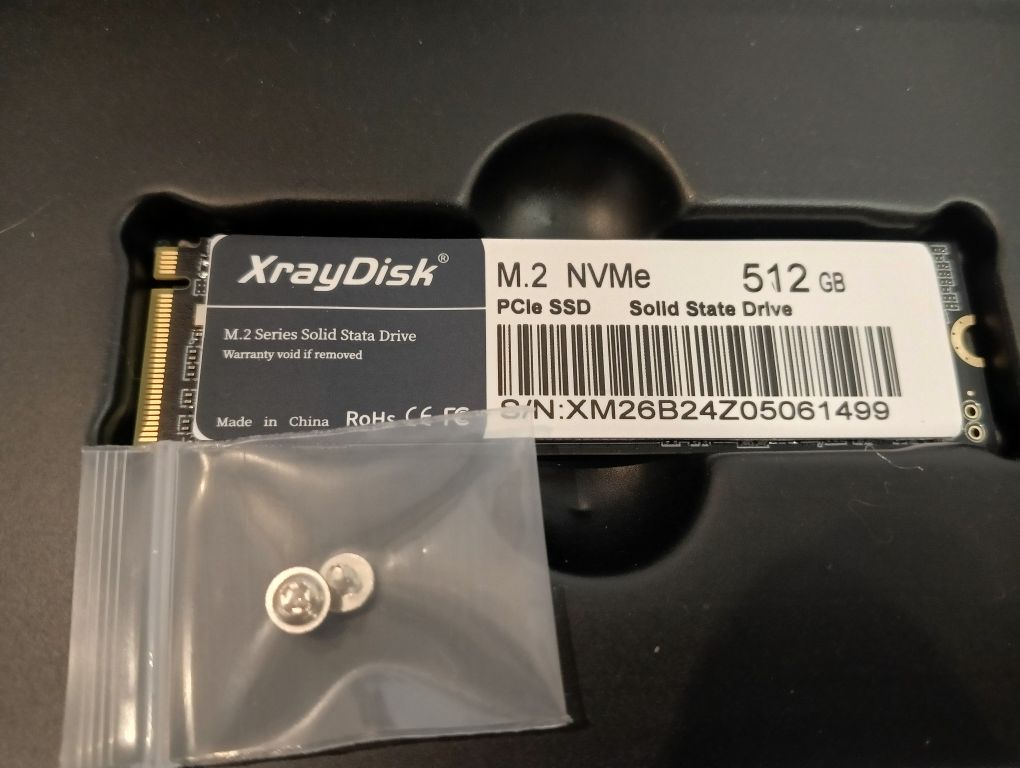 XrayDisk®
M.2 Series Solid Stata Drive
Warranty void if removed
Made in China RoHs CE FC
M.2 NVMe 512 GB
PCIe SSD Solid State Drive
S/N:XM26B24Z05061499